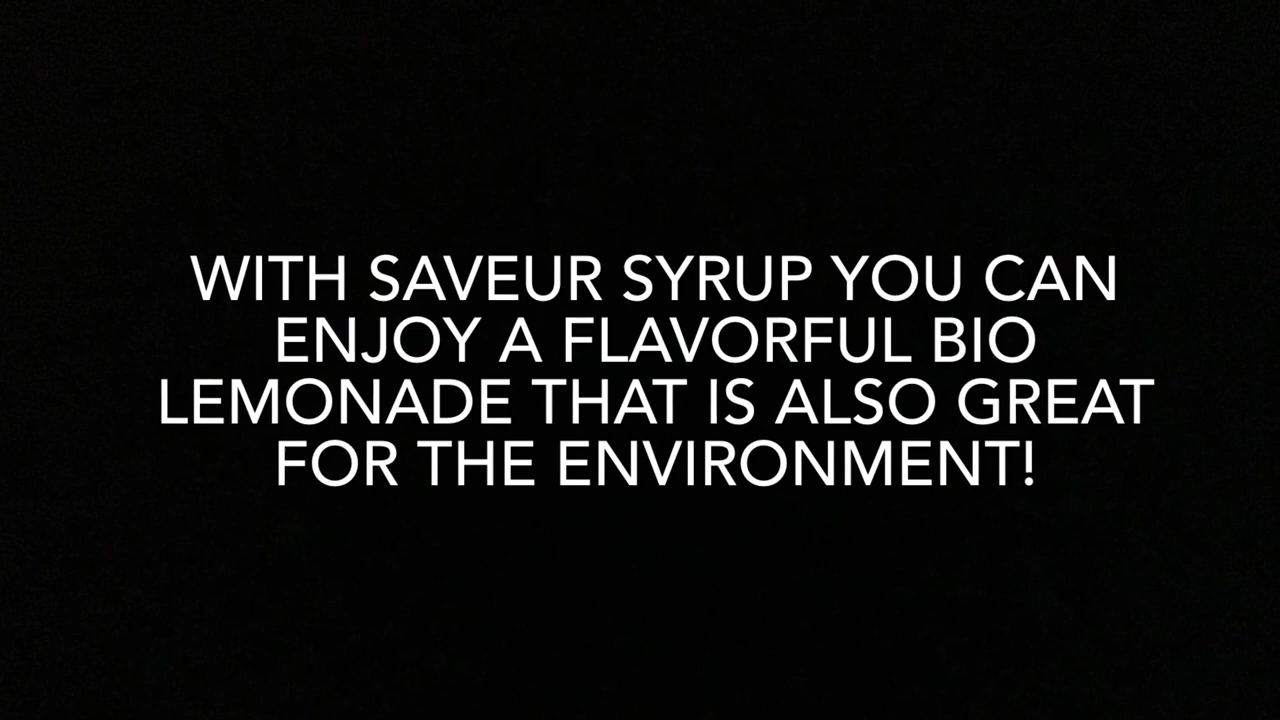 WITH SAVEUR SYRUP YOU CAN
ENJOY A FLAVORFUL BIO
LEMONADE THAT IS ALSO GREAT
FOR THE ENVIRONMENT!